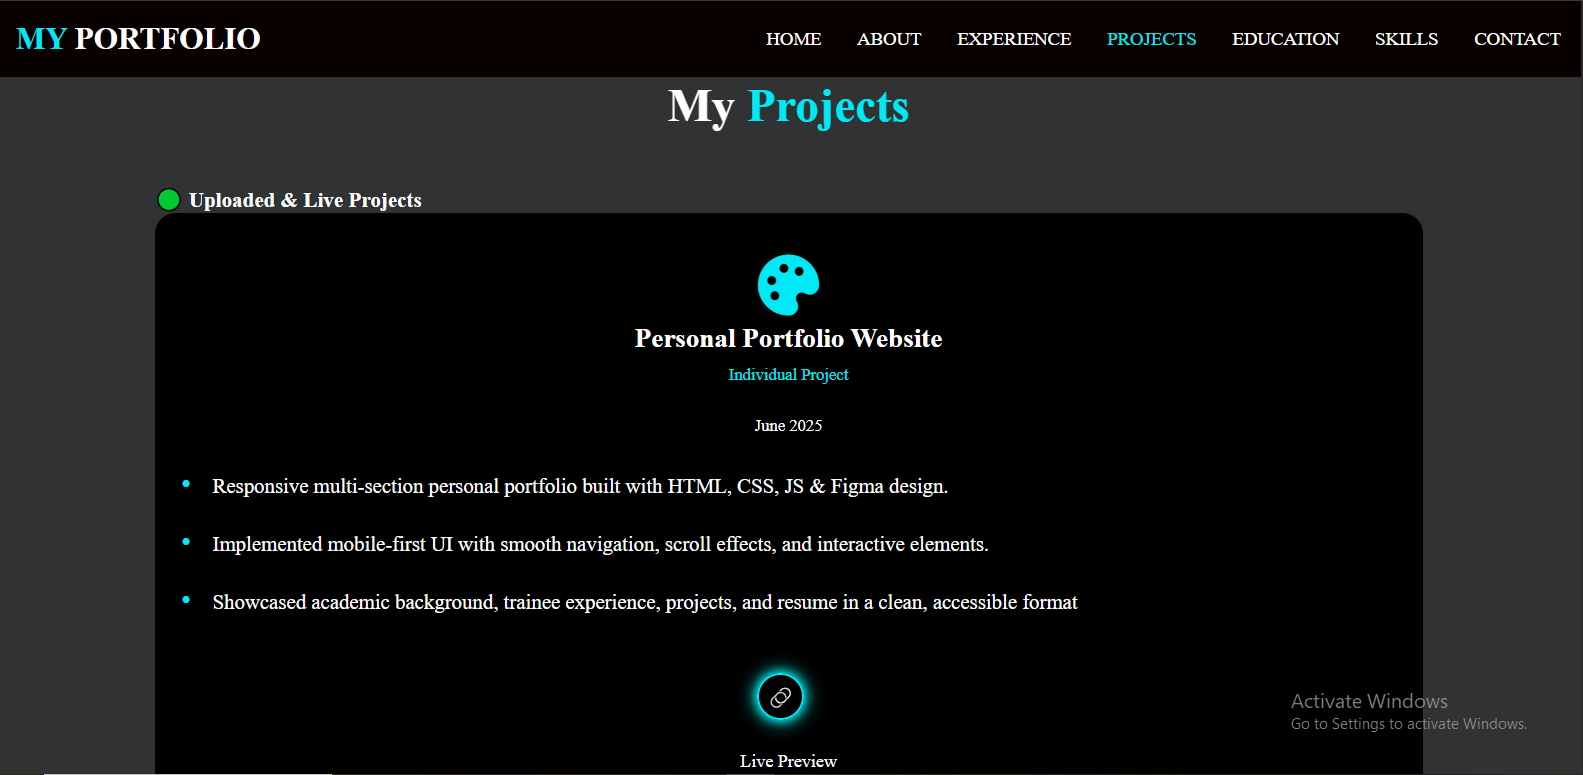 MY PORTFOLIO
HOME ABOUT EXPERIENCE PROJECTS EDUCATION SKILLS CONTACT
My Projects
Uploaded & Live Projects
Personal Portfolio Website
Individual Project
June 2025
Responsive multi-section personal portfolio built with HTML, CSS, JS & Figma design.
Implemented mobile-first UI with smooth navigation, scroll effects, and interactive elements.
Showcased academic background, trainee experience, projects, and resume in a clean, accessible format
Activate Windows
Go to Settings to activate Windows.
Live Preview